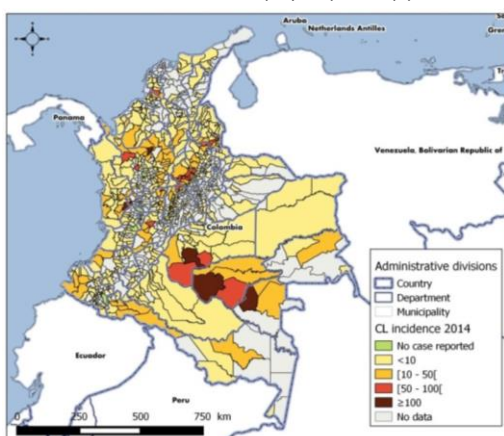 Aruba
Netherlands Antilles
Gre
Panama
Venezuela, Bolivarian Republic of
Colombia
Administrative divisions
Country
Department
Municipality
CL incidence 2014
No case reported
<10
[10 - 50[
[50 - 100[
≥100
No data
Ecuador
Peru
0 250 500 750 km